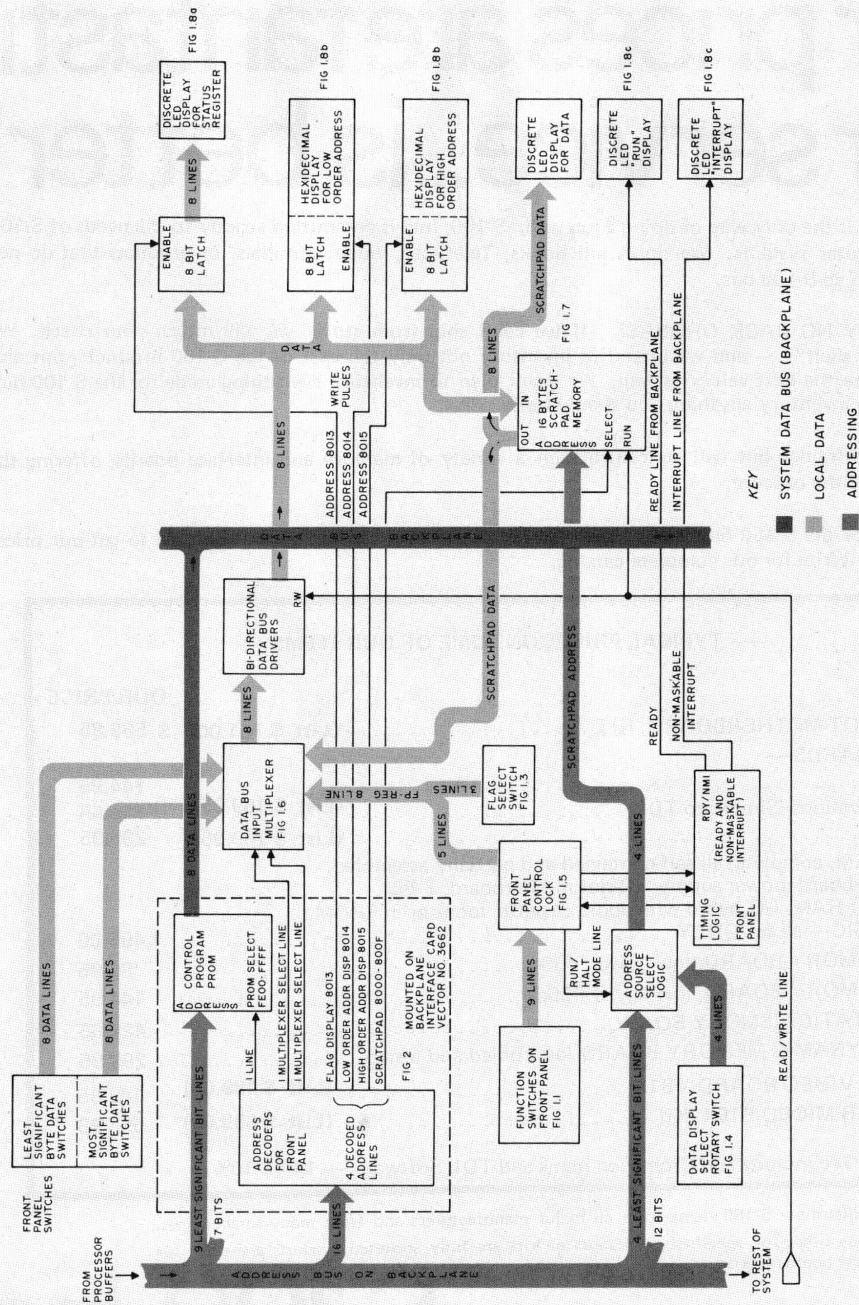 FRONT
PANEL
SWITCHES
LEAST
SIGNIFICANT
BYTE DATA
SWITCHES
MOST
SIGNIFICANT
BYTE DATA
SWITCHES
8 DATA LINES
8 DATA LINES
FROM
PROCESSOR
BUFFERS
ADDRESS BUS ON BACKPLANE
9 LEAST SIGNIFICANT BIT LINES
7 BITS
16 LINES
ADDRESS
CONTROL
PROGRAM
PROM
PROM SELECT
FE00-FFFF
1 LINE
ADDRESS
DECODERS
FOR
FRONT
PANEL
4 DECODED
ADDRESS
LINES
1 MULTIPLEXER SELECT LINE
1 MULTIPLEXER SELECT LINE
FLAG DISPLAY 8013
LOW ORDER ADDR DISP 8014
HIGH ORDER ADDR DISP 8015
SCRATCHPAD 8000-800F
FIG 2
MOUNTED ON
BACKPLANE
INTERFACE CARD
VECTOR NO. 3662
8 DATA LINES
DATA BUS
INPUT
MULTIPLEXER
FIG 1.6
8 LINES
BI-DIRECTIONAL
DATA BUS
DRIVERS
RW
DATA BUS BACKPLANE
8 LINES
DATA
ADDRESS 8013
ADDRESS 8014
ADDRESS 8015
WRITE
PULSES
ENABLE
8 BIT
LATCH
8 LINES
DISCRETE
LED
DISPLAY
FOR
STATUS
REGISTER
FIG 1.8a
8 BIT
LATCH
ENABLE
HEXIDECIMAL
DISPLAY
FOR LOW
ORDER ADDRESS
FIG 1.8b
ENABLE
8 BIT
LATCH
HEXIDECIMAL
DISPLAY
FOR HIGH
ORDER ADDRESS
FIG 1.8b
SCRATCHPAD DATA
8 LINES
SCRATCHPAD DATA
DISCRETE
LED DISPLAY
FOR DATA
OUT IN
ADDRESS
16 BYTES
SCRATCH-
PAD
MEMORY
SELECT
RUN
FIG 1.7
FP-REG 8 LINE
3 LINES
FLAG
SELECT
SWITCH
FIG 1.3
5 LINES
FUNCTION
SWITCHES ON
FRONT PANEL
FIG 1.1
9 LINES
FRONT
PANEL
CONTROL
LOCK
FIG 1.5
RUN/
HALT
MODE LINE
ADDRESS
SOURCE
SELECT
LOGIC
4 LEAST SIGNIFICANT BIT LINES
12 BITS
DATA DISPLAY
SELECT
ROTARY SWITCH
FIG 1.4
4 LINES
4 LINES
SCRATCHPAD ADDRESS
TIMING
LOGIC
FRONT
PANEL
RDY/NMI
(READY AND
NON-MASKABLE
INTERRUPT)
READY
NON-MASKABLE
INTERRUPT
READY LINE FROM BACKPLANE
INTERRUPT LINE FROM BACKPLANE
DISCRETE
LED
"RUN"
DISPLAY
FIG 1.8c
DISCRETE
LED
"INTERRUPT"
DISPLAY
FIG 1.8c
READ/WRITE LINE
TO REST OF
SYSTEM
KEY
SYSTEM DATA BUS (BACKPLANE)
LOCAL DATA
ADDRESSING